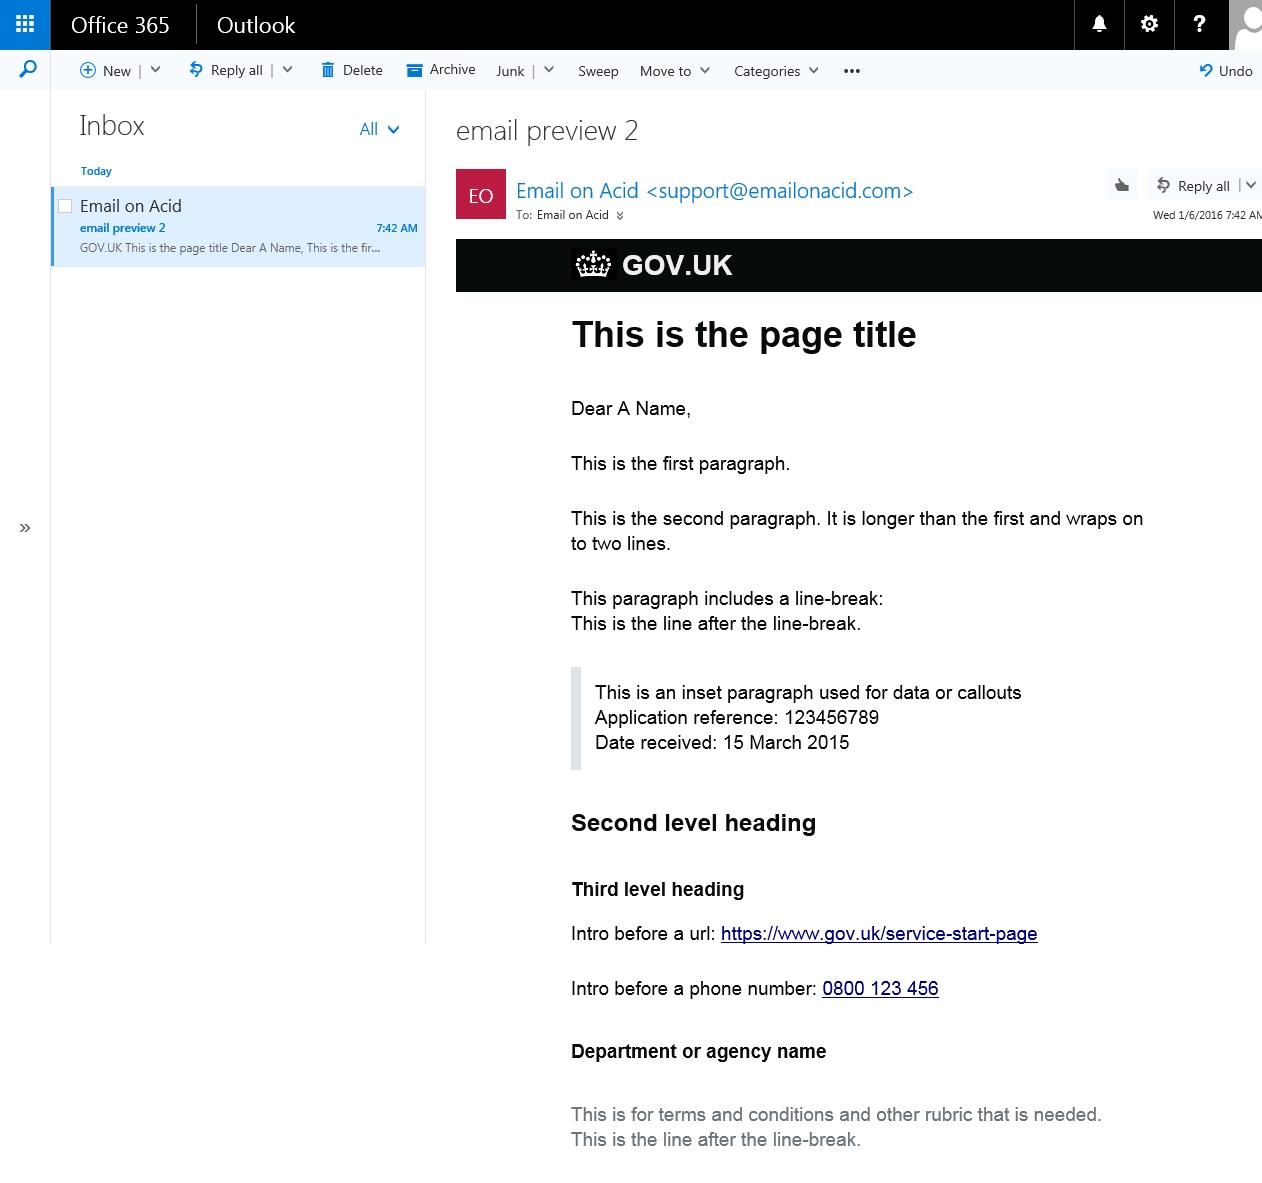 Office 365 Outlook ?
New | Reply all | Delete Archive Junk | Sweep Move to Categories ••• Undo
Inbox
All
Today
Email on Acid
email preview 2 7:42 AM
GOV.UK This is the page title Dear A Name, This is the fir...
»
email preview 2
EO
Email on Acid <support@emailonacid.com>
To: Email on Acid
Reply all |
Wed 1/6/2016 7:42 AM
GOV.UK
This is the page title
Dear A Name,
This is the first paragraph.
This is the second paragraph. It is longer than the first and wraps on
to two lines.
This paragraph includes a line-break:
This is the line after the line-break.
This is an inset paragraph used for data or callouts
Application reference: 123456789
Date received: 15 March 2015
Second level heading
Third level heading
Intro before a url: https://www.gov.uk/service-start-page
Intro before a phone number: 0800 123 456
Department or agency name
This is for terms and conditions and other rubric that is needed.
This is the line after the line-break.